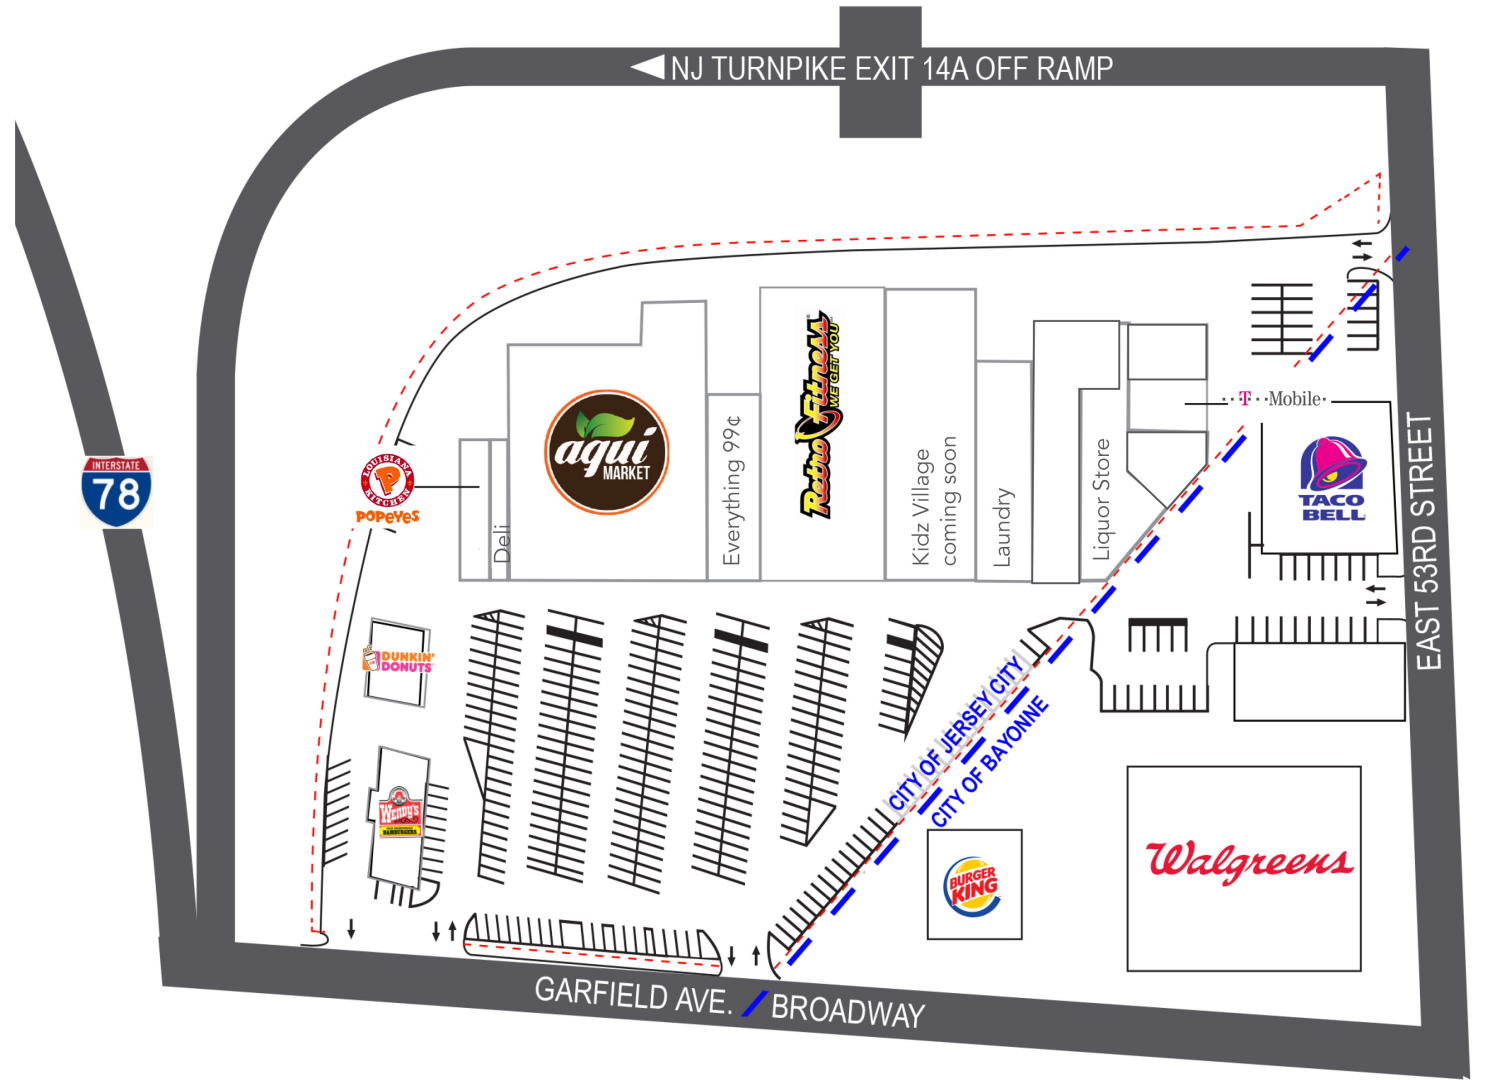 NJ TURNPIKE EXIT 14A OFF RAMP
INTERSTATE
78
LOUISIANA
P
KITCHEN
POPEYES
Deli
aquí
MARKET
Everything 99¢
Retro Fitness
WE GET YOU
Kidz Village
coming soon
Laundry
Liquor Store
T Mobile
TACO
BELL
EAST 53RD STREET
DUNKIN'
DONUTS
WENDY'S
HAMBURGERS
CITY OF JERSEY CITY
CITY OF BAYONNE
BURGER
KING
Walgreens
GARFIELD AVE. / BROADWAY